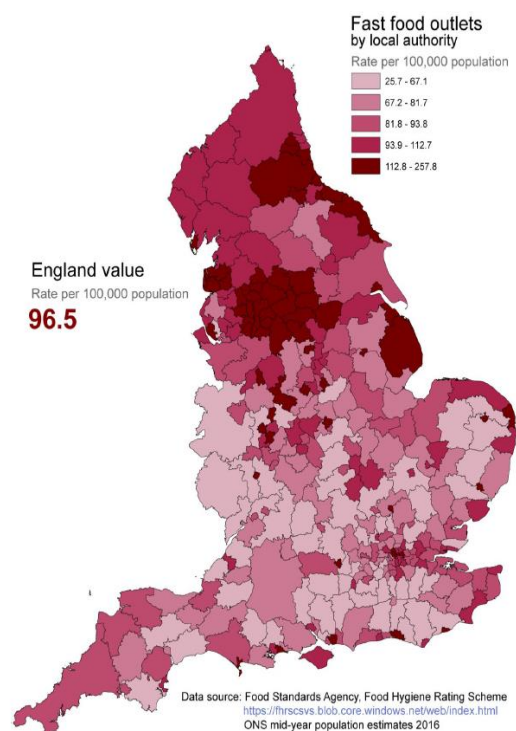 Fast food outlets
by local authority
Rate per 100,000 population
25.7 - 67.1
67.2 - 81.7
81.8 - 93.8
93.9 - 112.7
112.8 - 257.8
England value
Rate per 100,000 population
96.5
Data source: Food Standards Agency, Food Hygiene Rating Scheme
https://fhrscsvs.blob.core.windows.net/web/index.html
ONS mid-year population estimates 2016